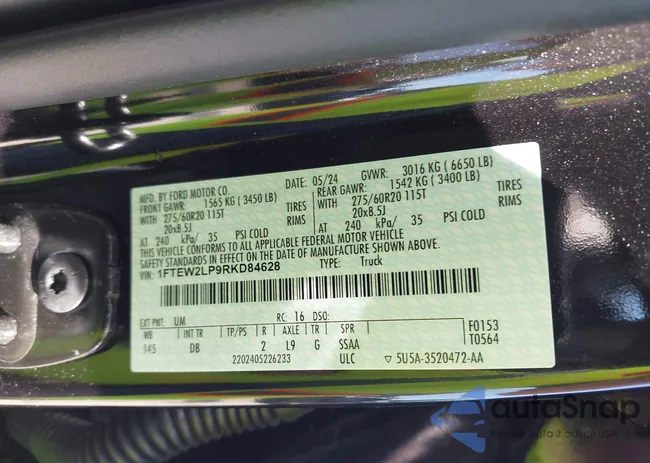 MFD. BY FORD MOTOR CO.
DATE: 05/24 GVWR: 3016 KG ( 6650 LB)
FRONT GAWR: 1565 KG ( 3450 LB) REAR GAWR: 1542 KG ( 3400 LB)
WITH 275/60R20 115T TIRES WITH 275/60R20 115T TIRES
20x8.5J RIMS 20x8.5J RIMS
AT 240 kPa/ 35 PSI COLD AT 240 kPa/ 35 PSI COLD
THIS VEHICLE CONFORMS TO ALL APPLICABLE FEDERAL MOTOR VEHICLE
SAFETY AND THEFT PREVENTION STANDARDS IN EFFECT ON THE DATE OF MANUFACTURE SHOWN ABOVE.
VIN: 1FTEW2LP9RKD84628 TYPE: Truck
EXT PNT: UM RC: 16 DSO: F0153
WB INT TR TP/PS R AXLE TR SPR T0564
145 DB 2 L9 G SSAA
2202405226233 ULC ▽ 5U5A-3520472-AA
autoSnap